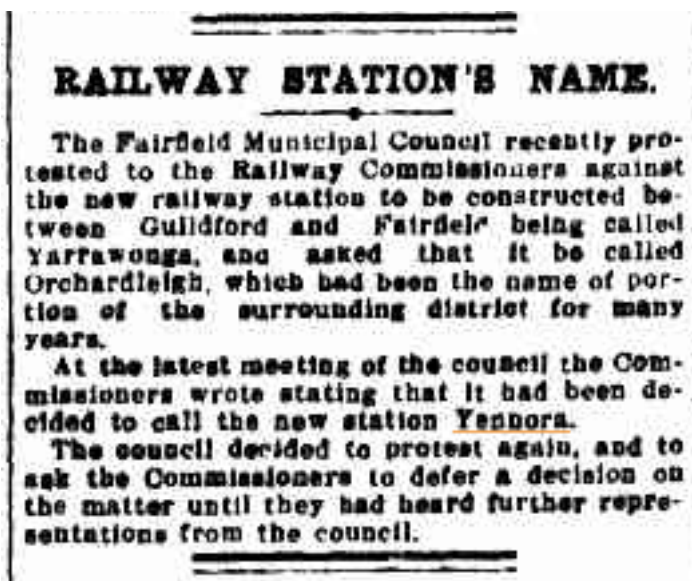 RAILWAY STATION'S NAME.
The Fairfield Municipal Council recently pro-
tested to the Railway Commissioners against
the new railway station to be constructed be-
tween Guildford and Fairfield being called
Yarrawonga, and asked that it be called
Orchardleigh, which had been the name of por-
tion of the surrounding district for many
years.
At the latest meeting of the council the Com-
missioners wrote stating that it had been de-
cided to call the new station Yennora.
The council decided to protest again, and to
ask the Commissioners to defer a decision on
the matter until they had heard further repre-
sentations from the council.